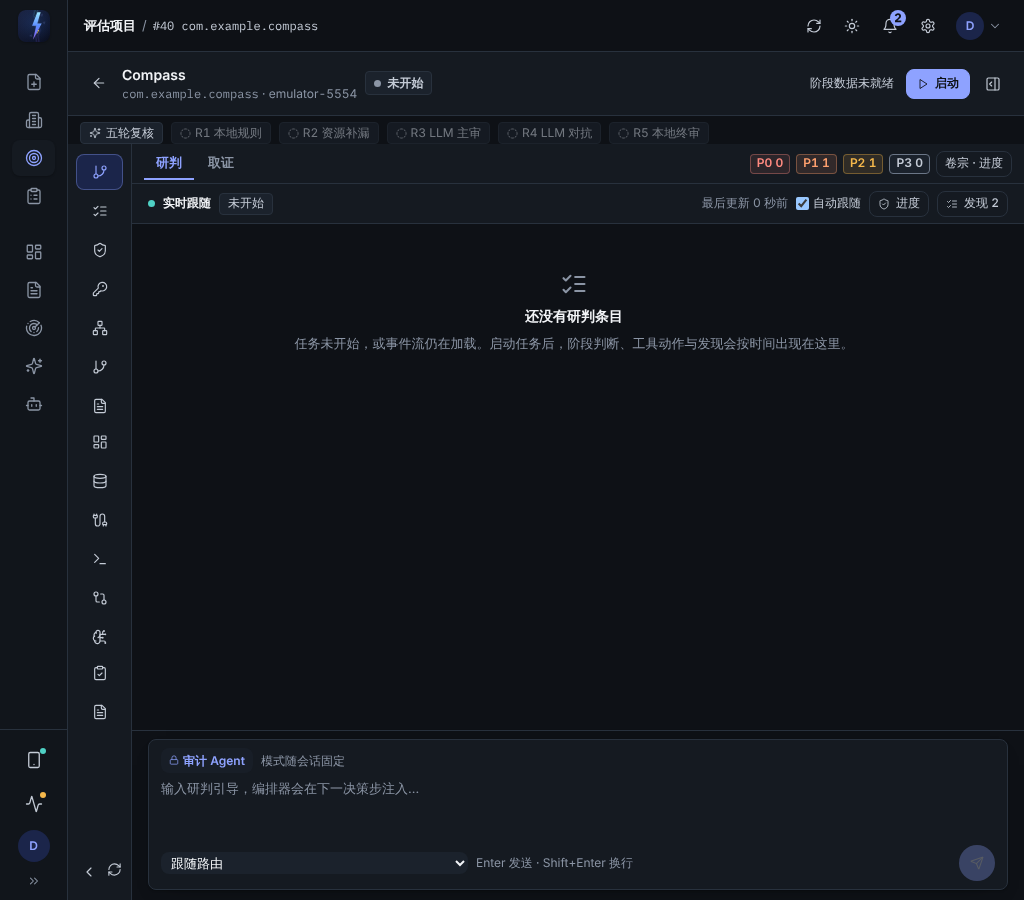 评估项目 / #40 com.example.compass
2
D
Compass
com.example.compass · emulator-5554
未开始
阶段数据未就绪
启动
五轮复核
R1 本地规则
R2 资源补漏
R3 LLM 主审
R4 LLM 对抗
R5 本地终审
研判
取证
P0 0
P1 1
P2 1
P3 0
卷宗 · 进度
实时跟随
未开始
最后更新 0 秒前
自动跟随
进度
发现 2
还没有研判条目
任务未开始，或事件流仍在加载。启动任务后，阶段判断、工具动作与发现会按时间出现在这里。
审计 Agent
模式随会话固定
输入研判引导，编排器会在下一决策步注入...
跟随路由
Enter 发送 · Shift+Enter 换行
D